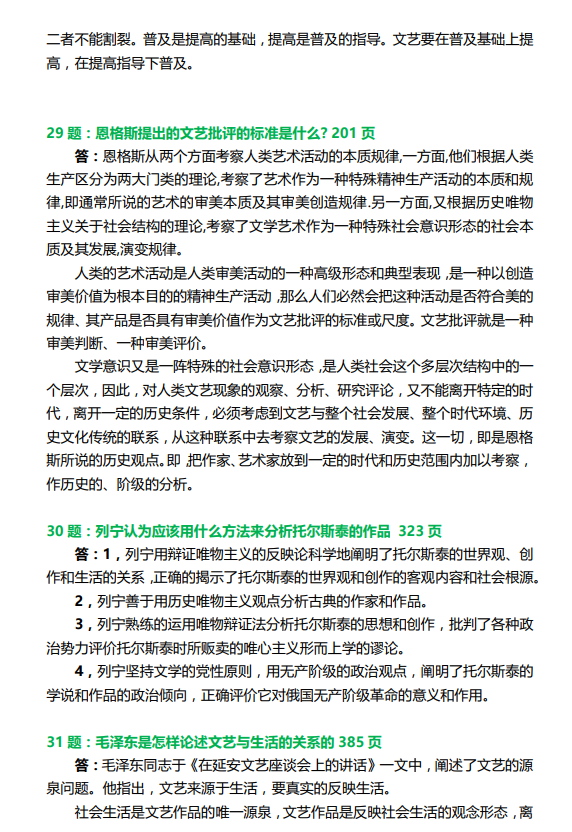 二者不能割裂。普及是提高的基础，提高是普及的指导。文艺要在普及基础上提
高，在提高指导下普及。
29 题：恩格斯提出的文艺批评的标准是什么? 201 页
答：恩格斯从两个方面考察人类艺术活动的本质规律,一方面,他们根据人类
生产区分为两大门类的理论,考察了艺术作为一种特殊精神生产活动的本质和规
律,即通常所说的艺术的审美本质及其审美创造规律.另一方面,又根据历史唯物
主义关于社会结构的理论,考察了文学艺术作为一种特殊社会意识形态的社会本
质及其发展,演变规律。
人类的艺术活动是人类审美活动的一种高级形态和典型表现，是一种以创造
审美价值为根本目的的精神生产活动，那么人们必然会把这种活动是否符合美的
规律、其产品是否具有审美价值作为文艺批评的标准或尺度。文艺批评就是一种
审美判断、一种审美评价。
文学意识又是一阵特殊的社会意识形态，是人类社会这个多层次结构中的一
个层次，因此，对人类文艺现象的观察、分析、研究评论，又不能离开特定的时
代，离开一定的历史条件，必须考虑到文艺与整个社会发展、整个时代环境、历
史文化传统的联系，从这种联系中去考察文艺的发展、演变。这一切，即是恩格
斯所说的历史观点。即，把作家、艺术家放到一定的时代和历史范围内加以考察，
作历史的、阶级的分析。
30 题：列宁认为应该用什么方法来分析托尔斯泰的作品 323 页
答：1，列宁用辩证唯物主义的反映论科学地阐明了托尔斯泰的世界观、创
作和生活的关系，正确的揭示了托尔斯泰的世界观和创作的客观内容和社会根源。
2，列宁善于用历史唯物主义观点分析古典的作家和作品。
3，列宁熟练的运用唯物辩证法分析托尔斯泰的思想和创作，批判了各种政
治势力评价托尔斯泰时所贩卖的唯心主义形而上学的谬论。
4，列宁坚持文学的党性原则，用无产阶级的政治观点，阐明了托尔斯泰的
学说和作品的政治倾向，正确评价它对俄国无产阶级革命的意义和作用。
31 题：毛泽东是怎样论述文艺与生活的关系的 385 页
答：毛泽东同志于《在延安文艺座谈会上的讲话》一文中，阐述了文艺的源
泉问题。他指出，文艺来源于生活，要真实的反映生活。
社会生活是文艺作品的唯一源泉，文艺作品是反映社会生活的观念形态，离